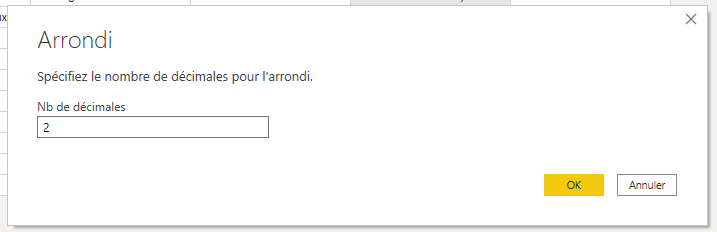 Arrondi
Spécifiez le nombre de décimales pour l'arrondi.
Nb de décimales
2
OK
Annuler